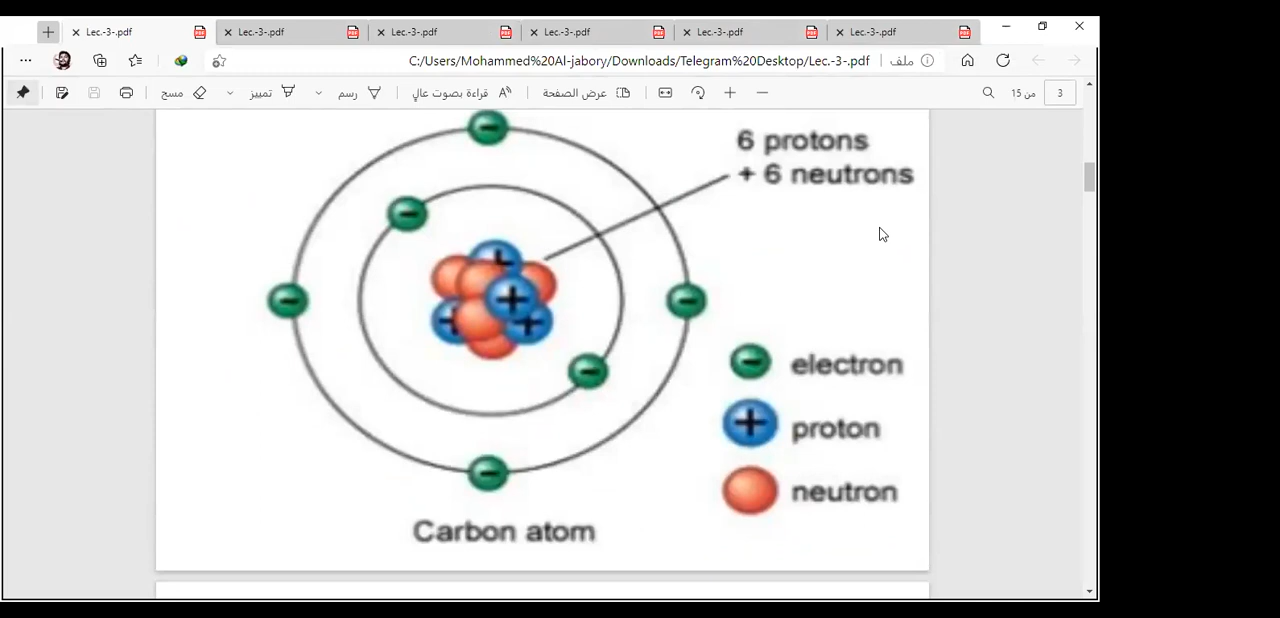 Lec.-3-.pdf
Lec.-3-.pdf
Lec.-3-.pdf
Lec.-3-.pdf
Lec.-3-.pdf
Lec.-3-.pdf
ملف
C:/Users/Mohammed%20Al-jabory/Downloads/Telegram%20Desktop/Lec.-3-.pdf
3 من 15
عرض الصفحة
قراءة بصوت عالٍ
رسم
تمييز
مسح
6 protons
+ 6 neutrons
electron
proton
neutron
Carbon atom